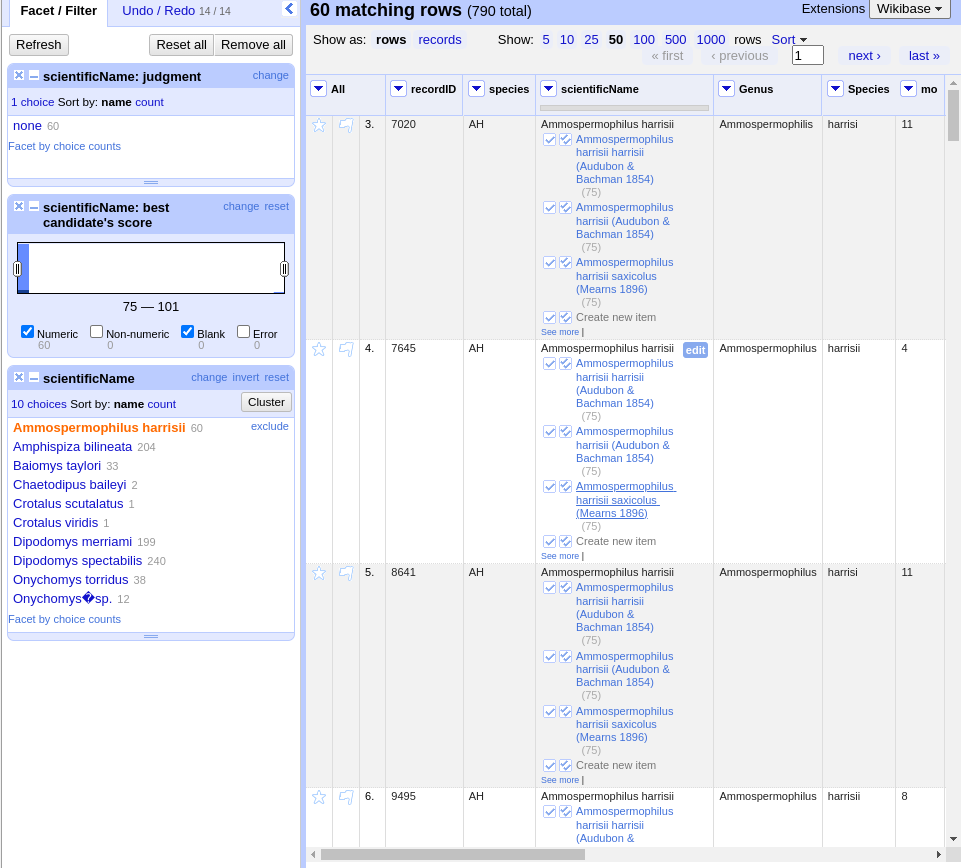 Facet / Filter
Undo / Redo 14 / 14
Refresh
Reset all
Remove all
scientificName: judgment
change
1 choice Sort by: name count
none 60
Facet by choice counts
scientificName: best candidate's score
change reset
75 — 101
Numeric
60
Non-numeric
0
Blank
0
Error
0
scientificName
change invert reset
10 choices Sort by: name count
Cluster
Ammospermophilus harrisii 60
exclude
Amphispiza bilineata 204
Baiomys taylori 33
Chaetodipus baileyi 2
Crotalus scutalatus 1
Crotalus viridis 1
Dipodomys merriami 199
Dipodomys spectabilis 240
Onychomys torridus 38
Onychomys�sp. 12
Facet by choice counts
60 matching rows (790 total)
Extensions
Wikibase
Show as: rows records
Show: 5 10 25 50 100 500 1000 rows
Sort
« first
‹ previous
1
next ›
last »
All
recordID
species
scientificName
Genus
Species
mo
3.
7020
AH
Ammospermophilus harrisii
Ammospermophilus
harrisii harrisii
(Audubon &
Bachman 1854)
(75)
Ammospermophilus
harrisii (Audubon &
Bachman 1854)
(75)
Ammospermophilus
harrisii saxicolus
(Mearns 1896)
(75)
Create new item
See more |
Ammospermophilis
harrisi
11
4.
7645
AH
Ammospermophilus harrisii
edit
Ammospermophilus
harrisii harrisii
(Audubon &
Bachman 1854)
(75)
Ammospermophilus
harrisii (Audubon &
Bachman 1854)
(75)
Ammospermophilus
harrisii saxicolus
(Mearns 1896)
(75)
Create new item
See more |
Ammospermophilus
harrisii
4
5.
8641
AH
Ammospermophilus harrisii
Ammospermophilus
harrisii harrisii
(Audubon &
Bachman 1854)
(75)
Ammospermophilus
harrisii (Audubon &
Bachman 1854)
(75)
Ammospermophilus
harrisii saxicolus
(Mearns 1896)
(75)
Create new item
See more |
Ammospermophilus
harrisi
11
6.
9495
AH
Ammospermophilus harrisii
Ammospermophilus
harrisii harrisii
(Audubon &
Ammospermophilus
harrisii
8